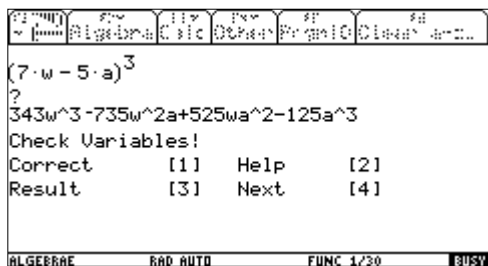 Algebra Calc Other PrgmIO Clean
(7·w − 5·a)^3
?
343w^3-735w^2a+525wa^2-125a^3
Check Variables!
Correct [1] Help [2]
Result [3] Next [4]
ALGEBRAE RAD AUTO FUNC 1/30 BUSY